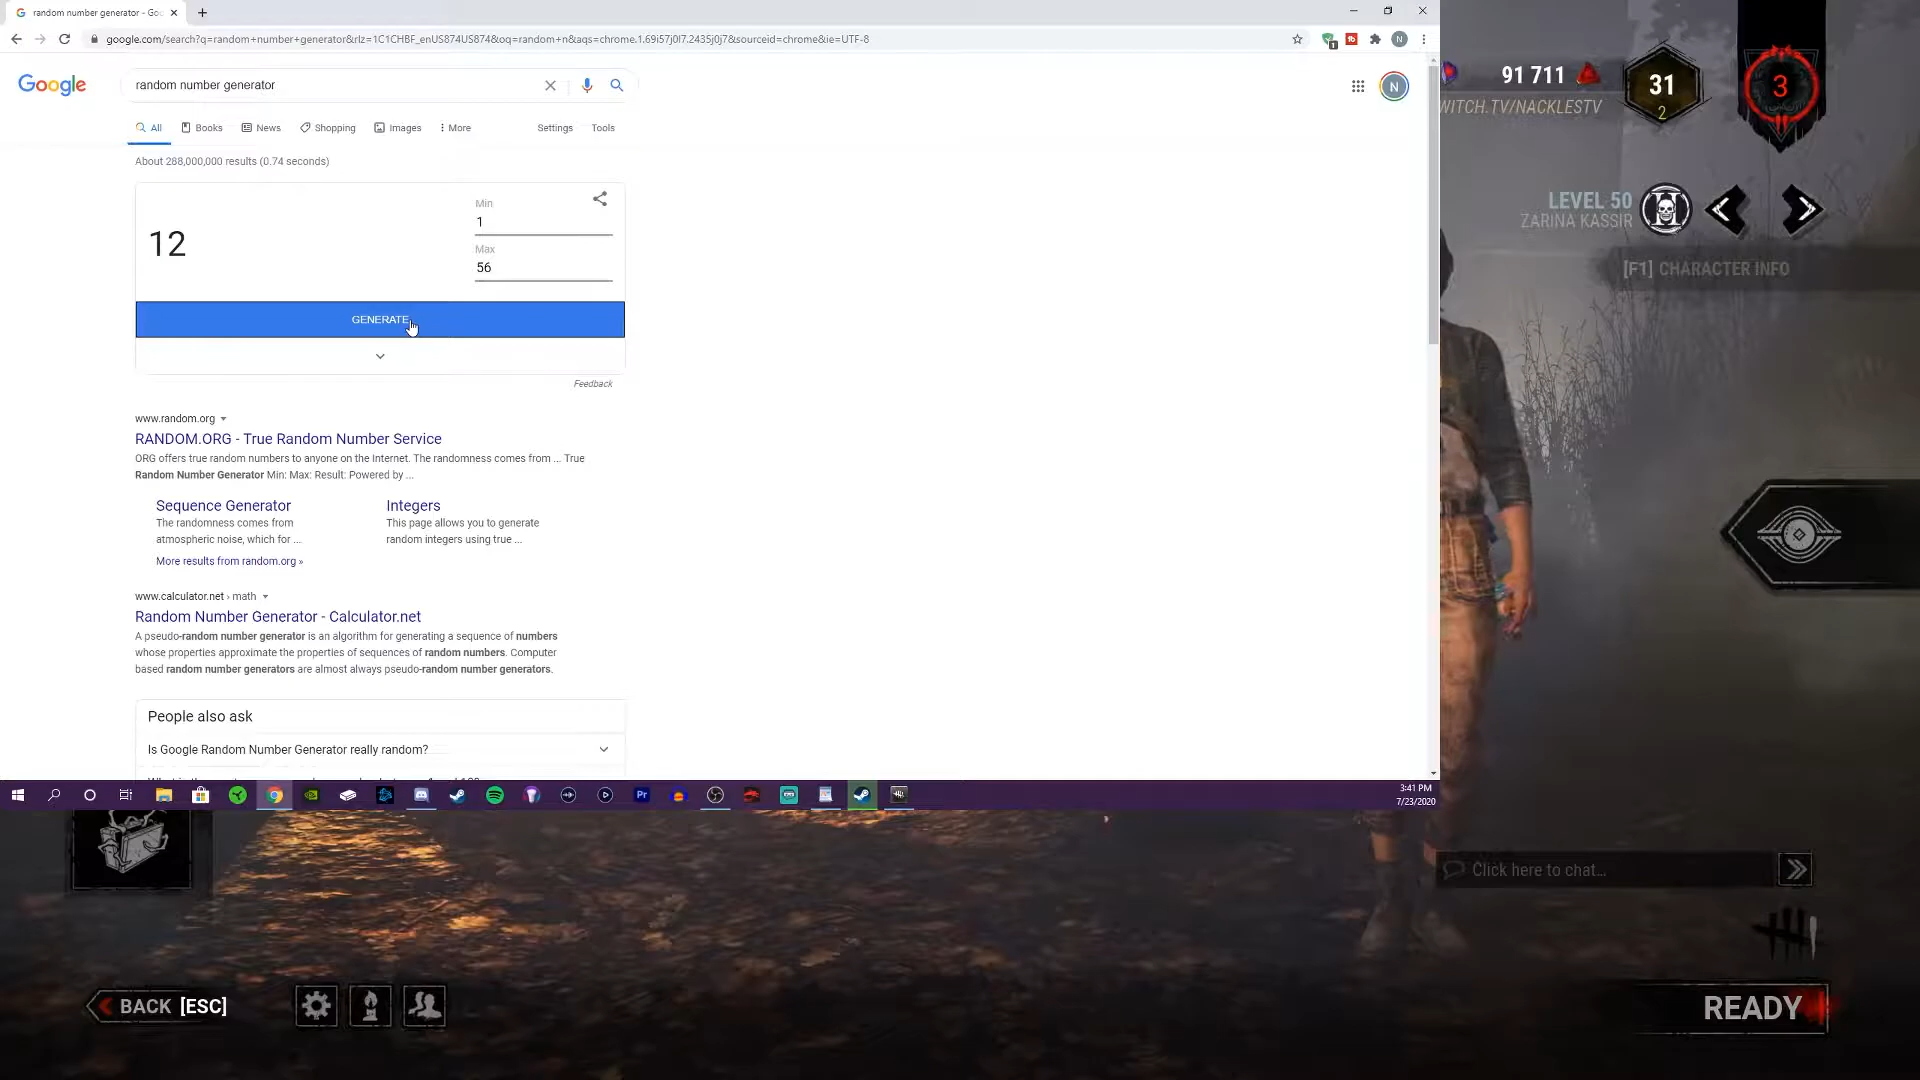 random number generator - Goo
google.com/search?q=random+number+generator&rlz=1C1CHBF_enUS874US874&oq=random+n&aqs=chrome.1.69i57j0l7.2435j0j7&sourceid=chrome&ie=UTF-8
1
N
Google
random number generator
N
All
Books
News
Shopping
Images
More
Settings
Tools
About 288,000,000 results (0.74 seconds)
12
Min
1
Max
56
GENERATE
Feedback
www.random.org
RANDOM.ORG - True Random Number Service
ORG offers true random numbers to anyone on the Internet. The randomness comes from ... True
Random Number Generator Min: Max: Result: Powered by ...
Sequence Generator
The randomness comes from
atmospheric noise, which for ...
Integers
This page allows you to generate
random integers using true ...
More results from random.org »
www.calculator.net › math
Random Number Generator - Calculator.net
A pseudo-random number generator is an algorithm for generating a sequence of numbers
whose properties approximate the properties of sequences of random numbers. Computer
based random number generators are almost always pseudo-random number generators.
People also ask
Is Google Random Number Generator really random?
Pr
3:41 PM
7/23/2020
91 711
WITCH.TV/NACKLESTV
31
2
3
LEVEL 50
ZARINA KASSIR
[F1] CHARACTER INFO
Click here to chat...
BACK [ESC]
READY